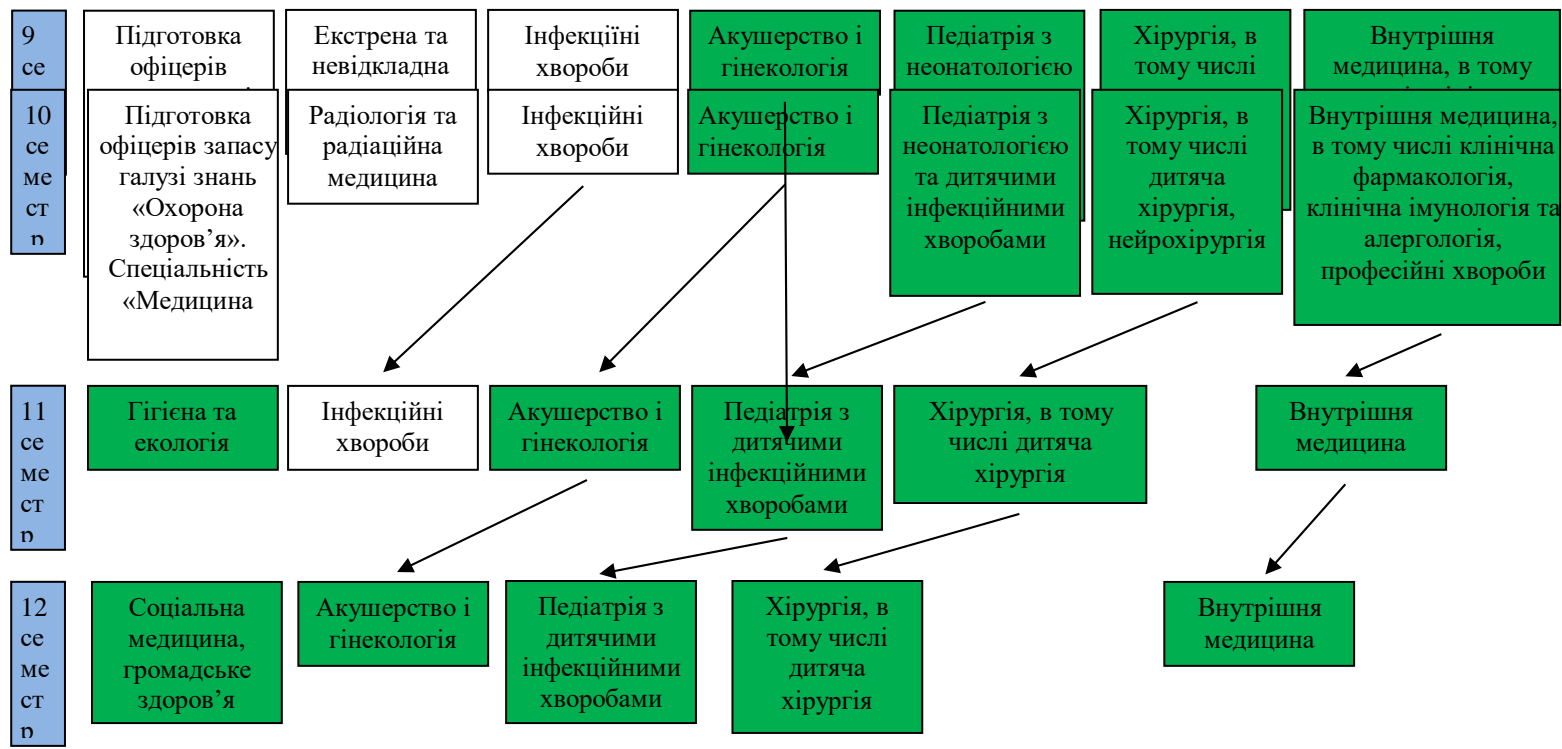 9
се
Підготовка
офіцерів
Екстрена та
невідкладна
Інфекціїні
хвороби
Акушерство і
гінекологія
Педіатрія з
неонатологією
Хірургія, в
тому числі
Внутрішня
медицина, в тому
10
се
ме
ст
р
Підготовка
офіцерів запасу
галузі знань
«Охорона
здоров’я».
Спеціальність
«Медицина
Радіологія та
радіаційна
медицина
Інфекційні
хвороби
Акушерство і
гінекологія
Педіатрія з
неонатологією
та дитячими
інфекційними
хворобами
Хірургія, в
тому числі
дитяча
хірургія,
нейрохірургія
Внутрішня медицина,
в тому числі клінічна
фармакологія,
клінічна імунологія та
алергологія,
професійні хвороби
11
се
ме
ст
р
Гігієна та
екологія
Інфекційні
хвороби
Акушерство і
гінекологія
Педіатрія з
дитячими
інфекційними
хворобами
Хірургія, в тому
числі дитяча
хірургія
Внутрішня
медицина
12
се
ме
ст
р
Соціальна
медицина,
громадське
здоров’я
Акушерство і
гінекологія
Педіатрія з
дитячими
інфекційними
хворобами
Хірургія, в
тому числі
дитяча
хірургія
Внутрішня
медицина